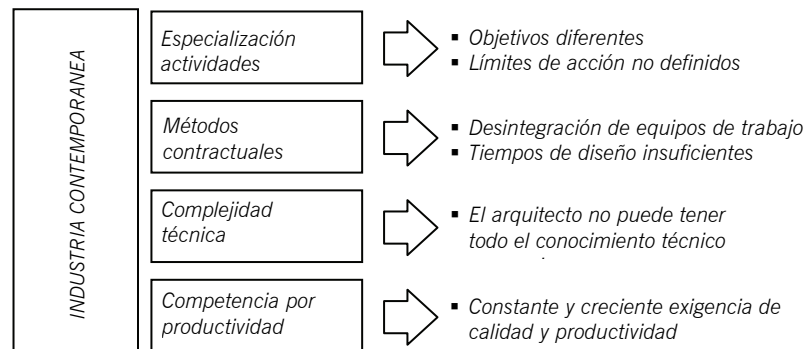 INDUSTRIA CONTEMPORANEA
Especialización
actividades
▪ Objetivos diferentes
▪ Límites de acción no definidos
Métodos
contractuales
▪ Desintegración de equipos de trabajo
▪ Tiempos de diseño insuficientes
Complejidad
técnica
▪ El arquitecto no puede tener
todo el conocimiento técnico
Competencia por
productividad
▪ Constante y creciente exigencia de
calidad y productividad